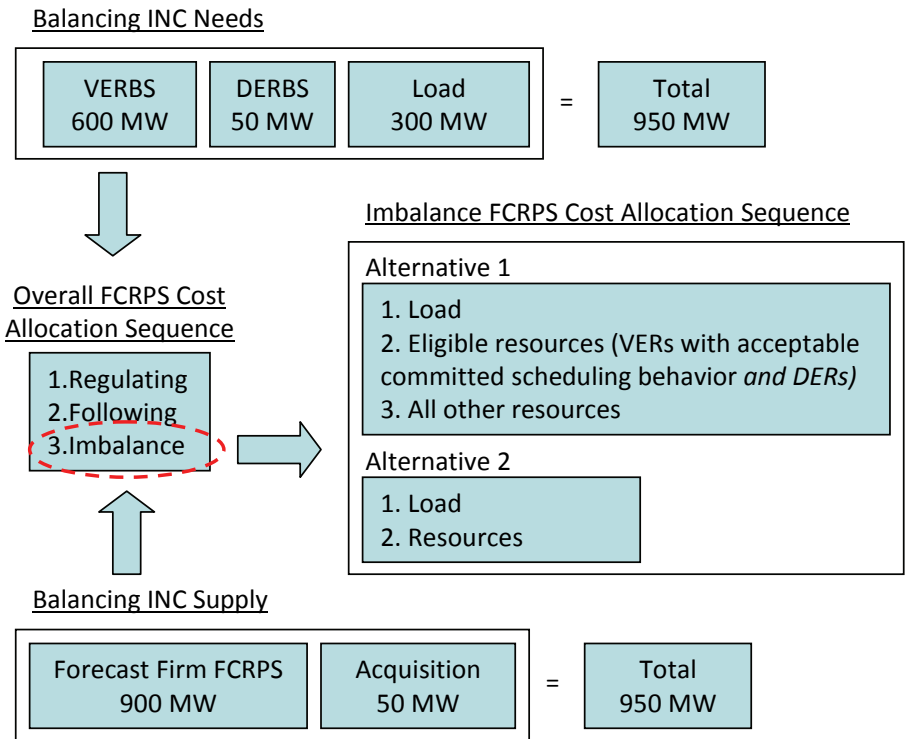 Balancing INC Needs
VERBS
600 MW
DERBS
50 MW
Load
300 MW
=
Total
950 MW
Imbalance FCRPS Cost Allocation Sequence
Alternative 1
1. Load
2. Eligible resources (VERs with acceptable
committed scheduling behavior and DERs)
3. All other resources
Alternative 2
1. Load
2. Resources
Overall FCRPS Cost
Allocation Sequence
1.Regulating
2.Following
3.Imbalance
Balancing INC Supply
Forecast Firm FCRPS
900 MW
Acquisition
50 MW
=
Total
950 MW